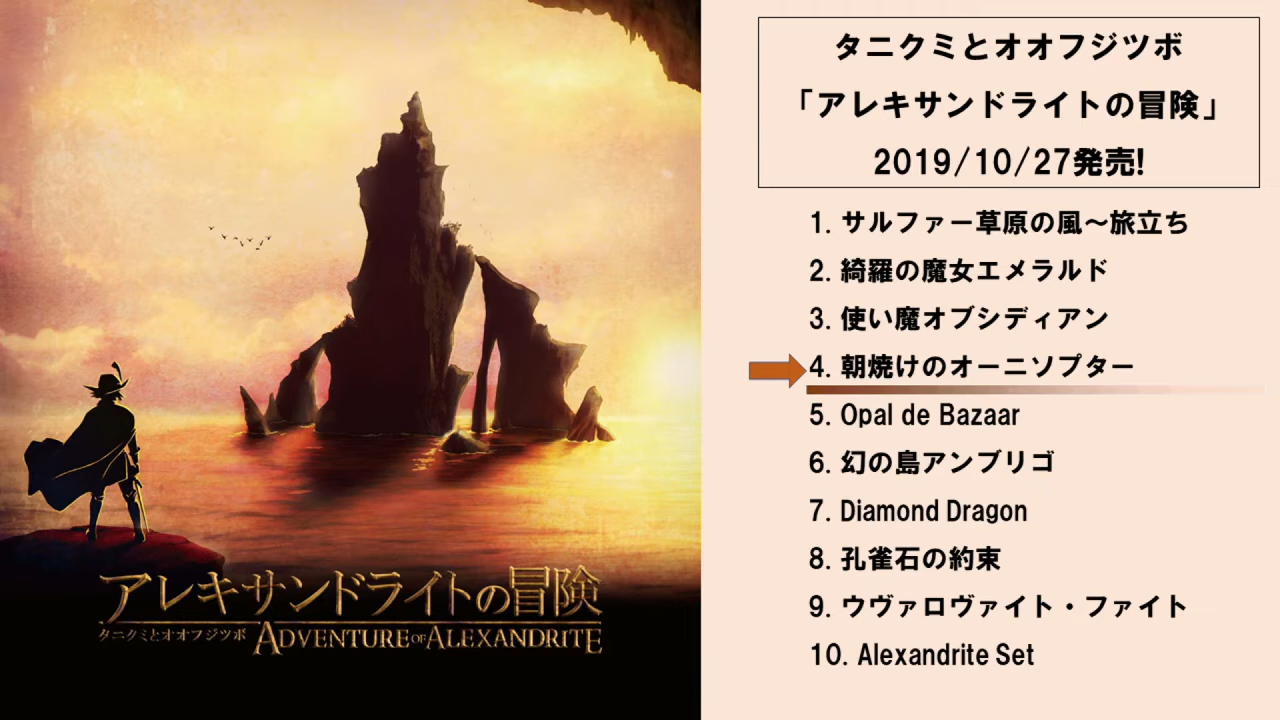 アレキサンドライトの冒険
タニクミとオオフジツボ ADVENTURE OF ALEXANDRITE
タニクミとオオフジツボ
「アレキサンドライトの冒険」
2019/10/27発売!
1. サルファー草原の風～旅立ち
2. 綺羅の魔女エメラルド
3. 使い魔オブシディアン
4. 朝焼けのオーニソプター
5. Opal de Bazaar
6. 幻の島アンブリゴ
7. Diamond Dragon
8. 孔雀石の約束
9. ウヴァロヴァイト・ファイト
10. Alexandrite Set